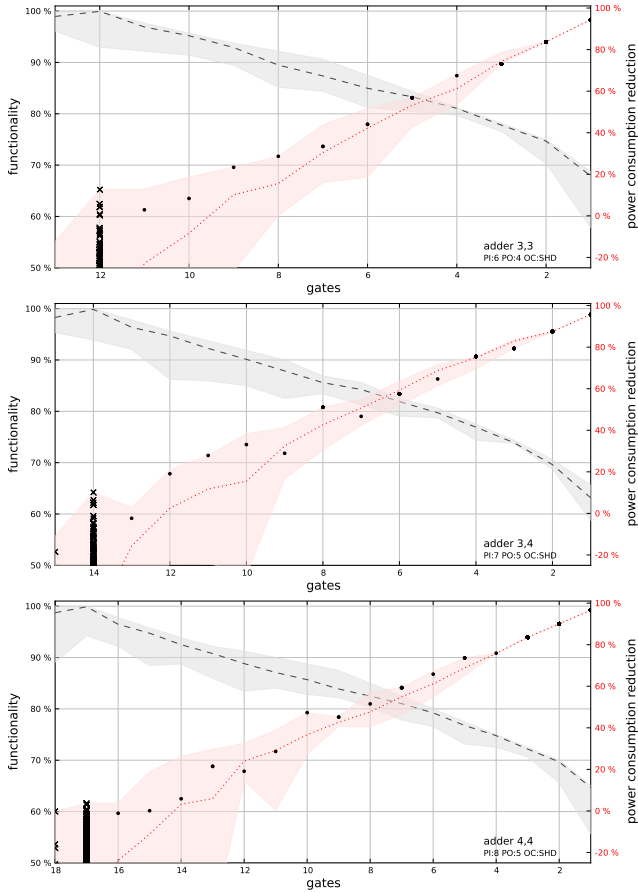 100 %
90 %
80 %
70 %
60 %
50 %
functionality
100 %
80 %
60 %
40 %
20 %
0 %
-20 %
power consumption reduction
adder 3,3
PI:6 PO:4 OC:SHD
12 10 8 6 4 2
gates
100 %
90 %
80 %
70 %
60 %
50 %
functionality
100 %
80 %
60 %
40 %
20 %
0 %
-20 %
power consumption reduction
adder 3,4
PI:7 PO:5 OC:SHD
14 12 10 8 6 4 2
gates
100 %
90 %
80 %
70 %
60 %
50 %
functionality
100 %
80 %
60 %
40 %
20 %
0 %
-20 %
power consumption reduction
adder 4,4
PI:8 PO:5 OC:SHD
18 16 14 12 10 8 6 4 2
gates